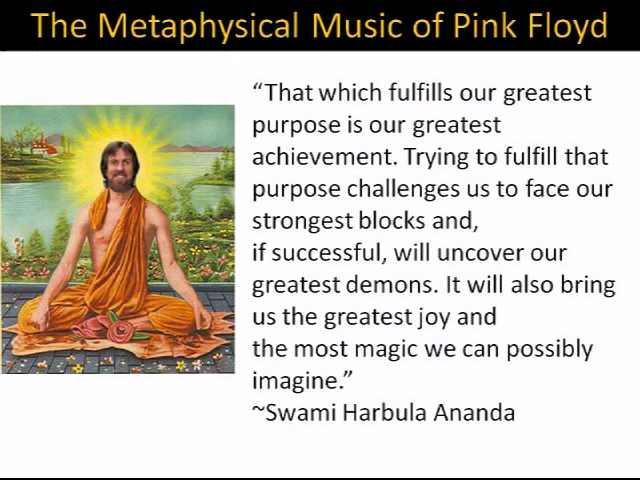 The Metaphysical Music of Pink Floyd
“That which fulfills our greatest
purpose is our greatest
achievement. Trying to fulfill that
purpose challenges us to face our
strongest blocks and,
if successful, will uncover our
greatest demons. It will also bring
us the greatest joy and
the most magic we can possibly
imagine.”
~Swami Harbula Ananda